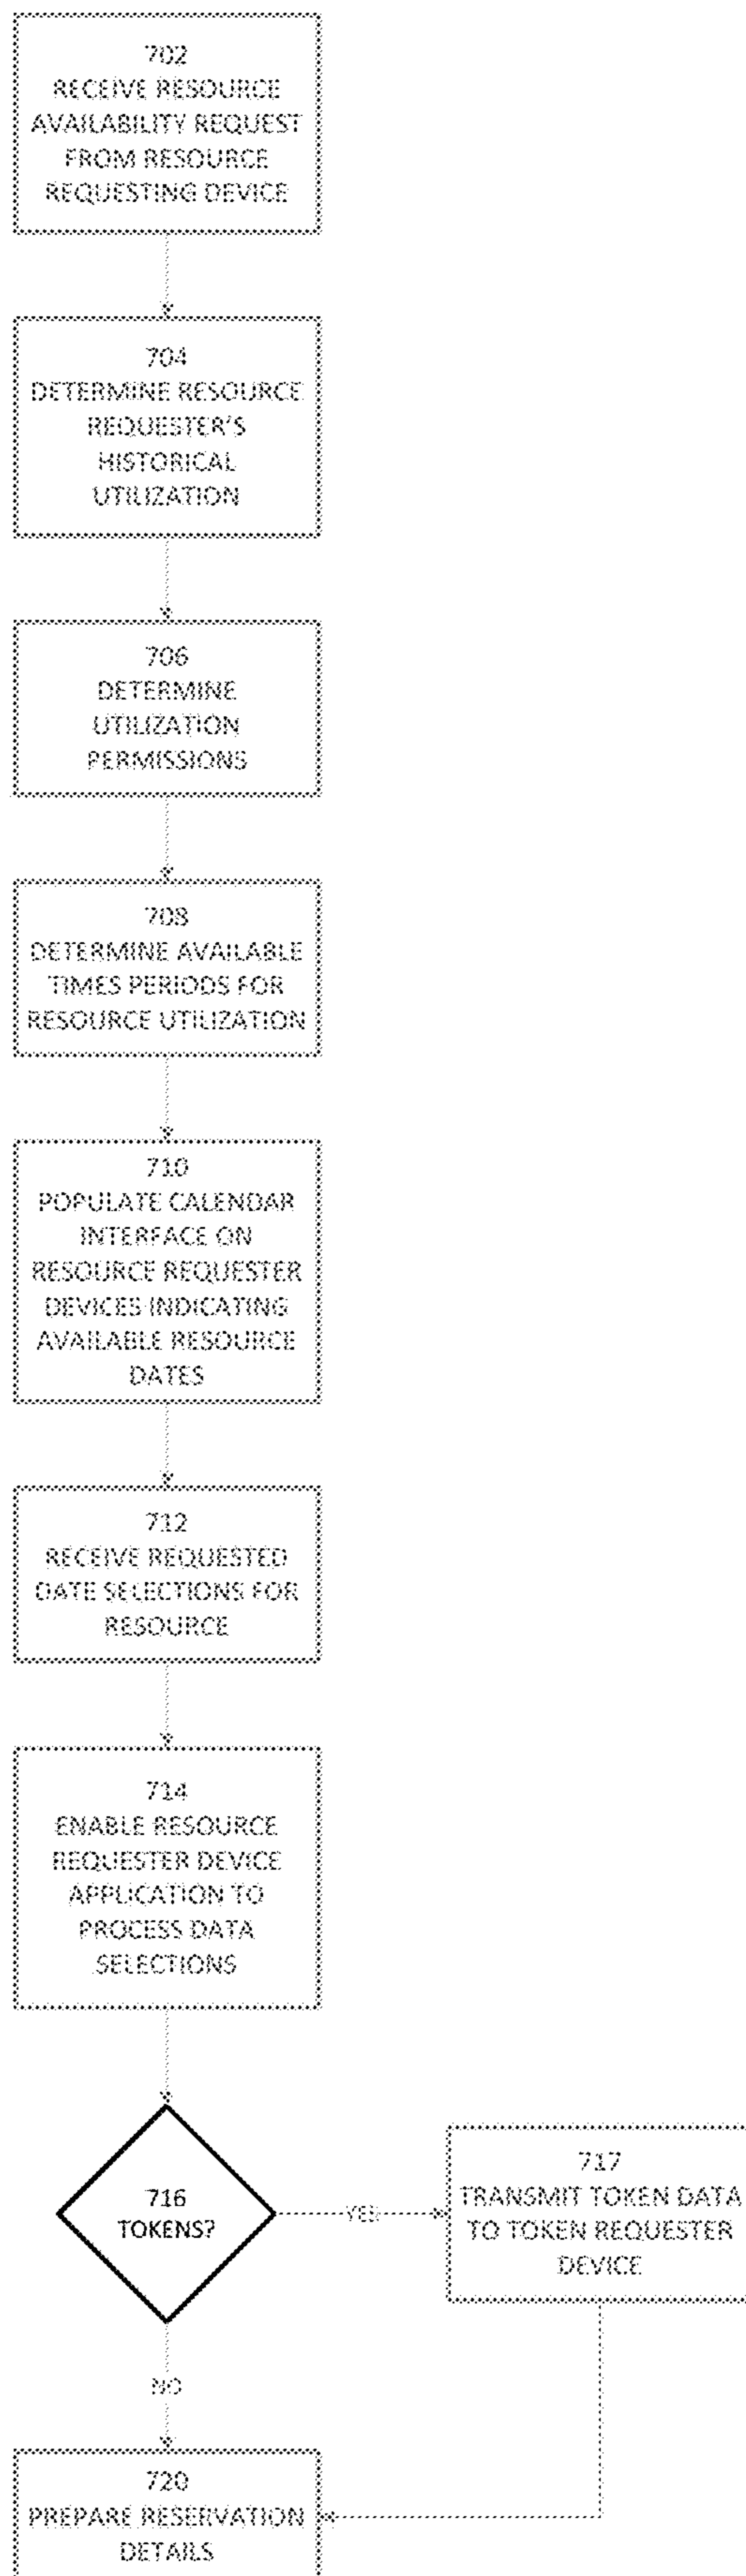 702
RECEIVE RESOURCE
AVAILABILITY REQUEST
FROM RESOURCE
REQUESTING DEVICE
704
DETERMINE RESOURCE
REQUESTER'S
HISTORICAL
UTILIZATION
706
DETERMINE
UTILIZATION
PERMISSIONS
708
DETERMINE AVAILABLE
TIMES PERIODS FOR
RESOURCE UTILIZATION
710
POPULATE CALENDAR
INTERFACE ON
RESOURCE REQUESTER
DEVICES INDICATING
AVAILABLE RESOURCE
DATES
712
RECEIVE REQUESTED
DATE SELECTIONS FOR
RESOURCE
714
ENABLE RESOURCE
REQUESTER DEVICE
APPLICATION TO
PROCESS DATA
SELECTIONS
716
TOKENS?
YES
717
TRANSMIT TOKEN DATA
TO TOKEN REQUESTER
DEVICE
NO
720
PREPARE RESERVATION
DETAILS